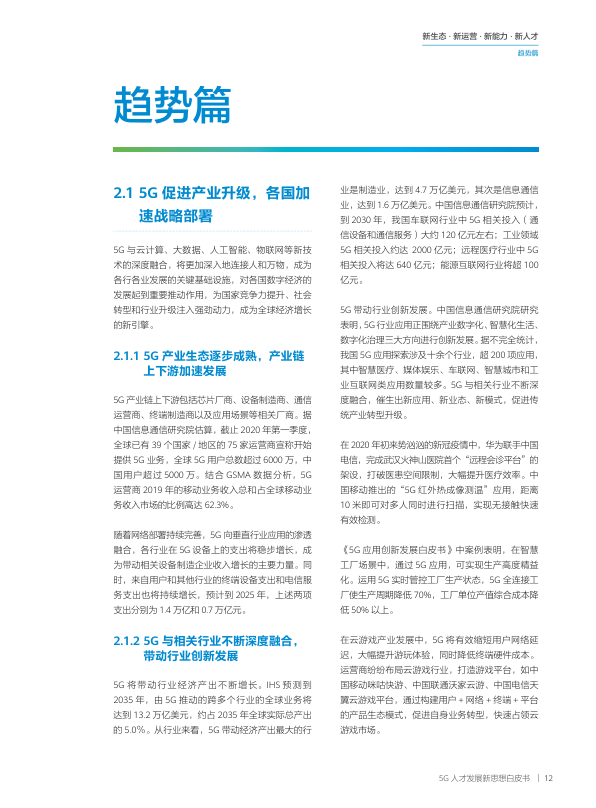 新生态 · 新运营 · 新能力 · 新人才
趋势篇
趋势篇
2.1 5G 促进产业升级，各国加
速战略部署
5G 与云计算、大数据、人工智能、物联网等新技
术的深度融合，将更加深入地连接人和万物，成为
各行各业发展的关键基础设施，对各国数字经济的
发展起到重要推动作用，为国家竞争力提升、社会
转型和行业升级注入强劲动力，成为全球经济增长
的新引擎。
2.1.1 5G 产业生态逐步成熟，产业链
上下游加速发展
5G 产业链上下游包括芯片厂商、设备制造商、通信
运营商、终端制造商以及应用场景等相关厂商。据
中国信息通信研究院估算，截止 2020 年第一季度，
全球已有 39 个国家 / 地区的 75 家运营商宣称开始
提供 5G 业务，全球 5G 用户总数超过 6000 万，中
国用户超过 5000 万。结合 GSMA 数据分析，5G
运营商 2019 年的移动业务收入总和占全球移动业
务收入市场的比例高达 62.3%。
随着网络部署持续完善，5G 向垂直行业应用的渗透
融合，各行业在 5G 设备上的支出将稳步增长，成
为带动相关设备制造企业收入增长的主要力量。同
时，来自用户和其他行业的终端设备支出和电信服
务支出也将持续增长，预计到 2025 年，上述两项
支出分别为 1.4 万亿和 0.7 万亿元。
2.1.2 5G 与相关行业不断深度融合，
带动行业创新发展
5G 将带动行业经济产出不断增长。IHS 预测到
2035 年，由 5G 推动的跨多个行业的全球业务将
达到 13.2 万亿美元，约占 2035 年全球实际总产出
的 5.0%。从行业来看，5G 带动经济产出最大的行
业是制造业，达到 4.7 万亿美元，其次是信息通信
业，达到 1.6 万亿美元。中国信息通信研究院预计，
到 2030 年，我国车联网行业中 5G 相关投入（通
信设备和通信服务）大约 120 亿元左右；工业领域
5G 相关投入约达 2000 亿元；远程医疗行业中 5G
相关投入将达 640 亿元；能源互联网行业将超 100
亿元。
5G 带动行业创新发展。中国信息通信研究院研究
表明，5G 行业应用正围绕产业数字化、智慧化生活、
数字化治理三大方向进行创新发展。据不完全统计，
我国 5G 应用探索涉及十余个行业，超 200 项应用，
其中智慧医疗、媒体娱乐、车联网、智慧城市和工
业互联网类应用数量较多。5G 与相关行业不断深
度融合，催生出新应用、新业态、新模式，促进传
统产业转型升级。
在 2020 年初来势汹汹的新冠疫情中，华为联手中国
电信，完成武汉火神山医院首个“远程会诊平台”的
架设，打破医患空间限制，大幅提升医疗效率。中
国移动推出的“5G 红外热成像测温”应用，距离
10 米即可对多人同时进行扫描，实现无接触快速
有效检测。
《5G 应用创新发展白皮书》中案例表明，在智慧
工厂场景中，通过 5G 应用，可实现生产高度精益
化。运用 5G 实时管控工厂生产状态，5G 全连接工
厂使生产周期降低 70%，工厂单位产值综合成本降
低 50% 以上。
在云游戏产业发展中，5G 将有效缩短用户网络延
迟，大幅提升游玩体验，同时降低终端硬件成本。
运营商纷纷布局云游戏行业，打造游戏平台，如中
国移动咪咕快游、中国联通沃家云游、中国电信天
翼云游戏平台，通过构建用户 + 网络 + 终端 + 平台
的产品生态模式，促进自身业务转型，快速占领云
游戏市场。
5G 人才发展新思想白皮书 | 12